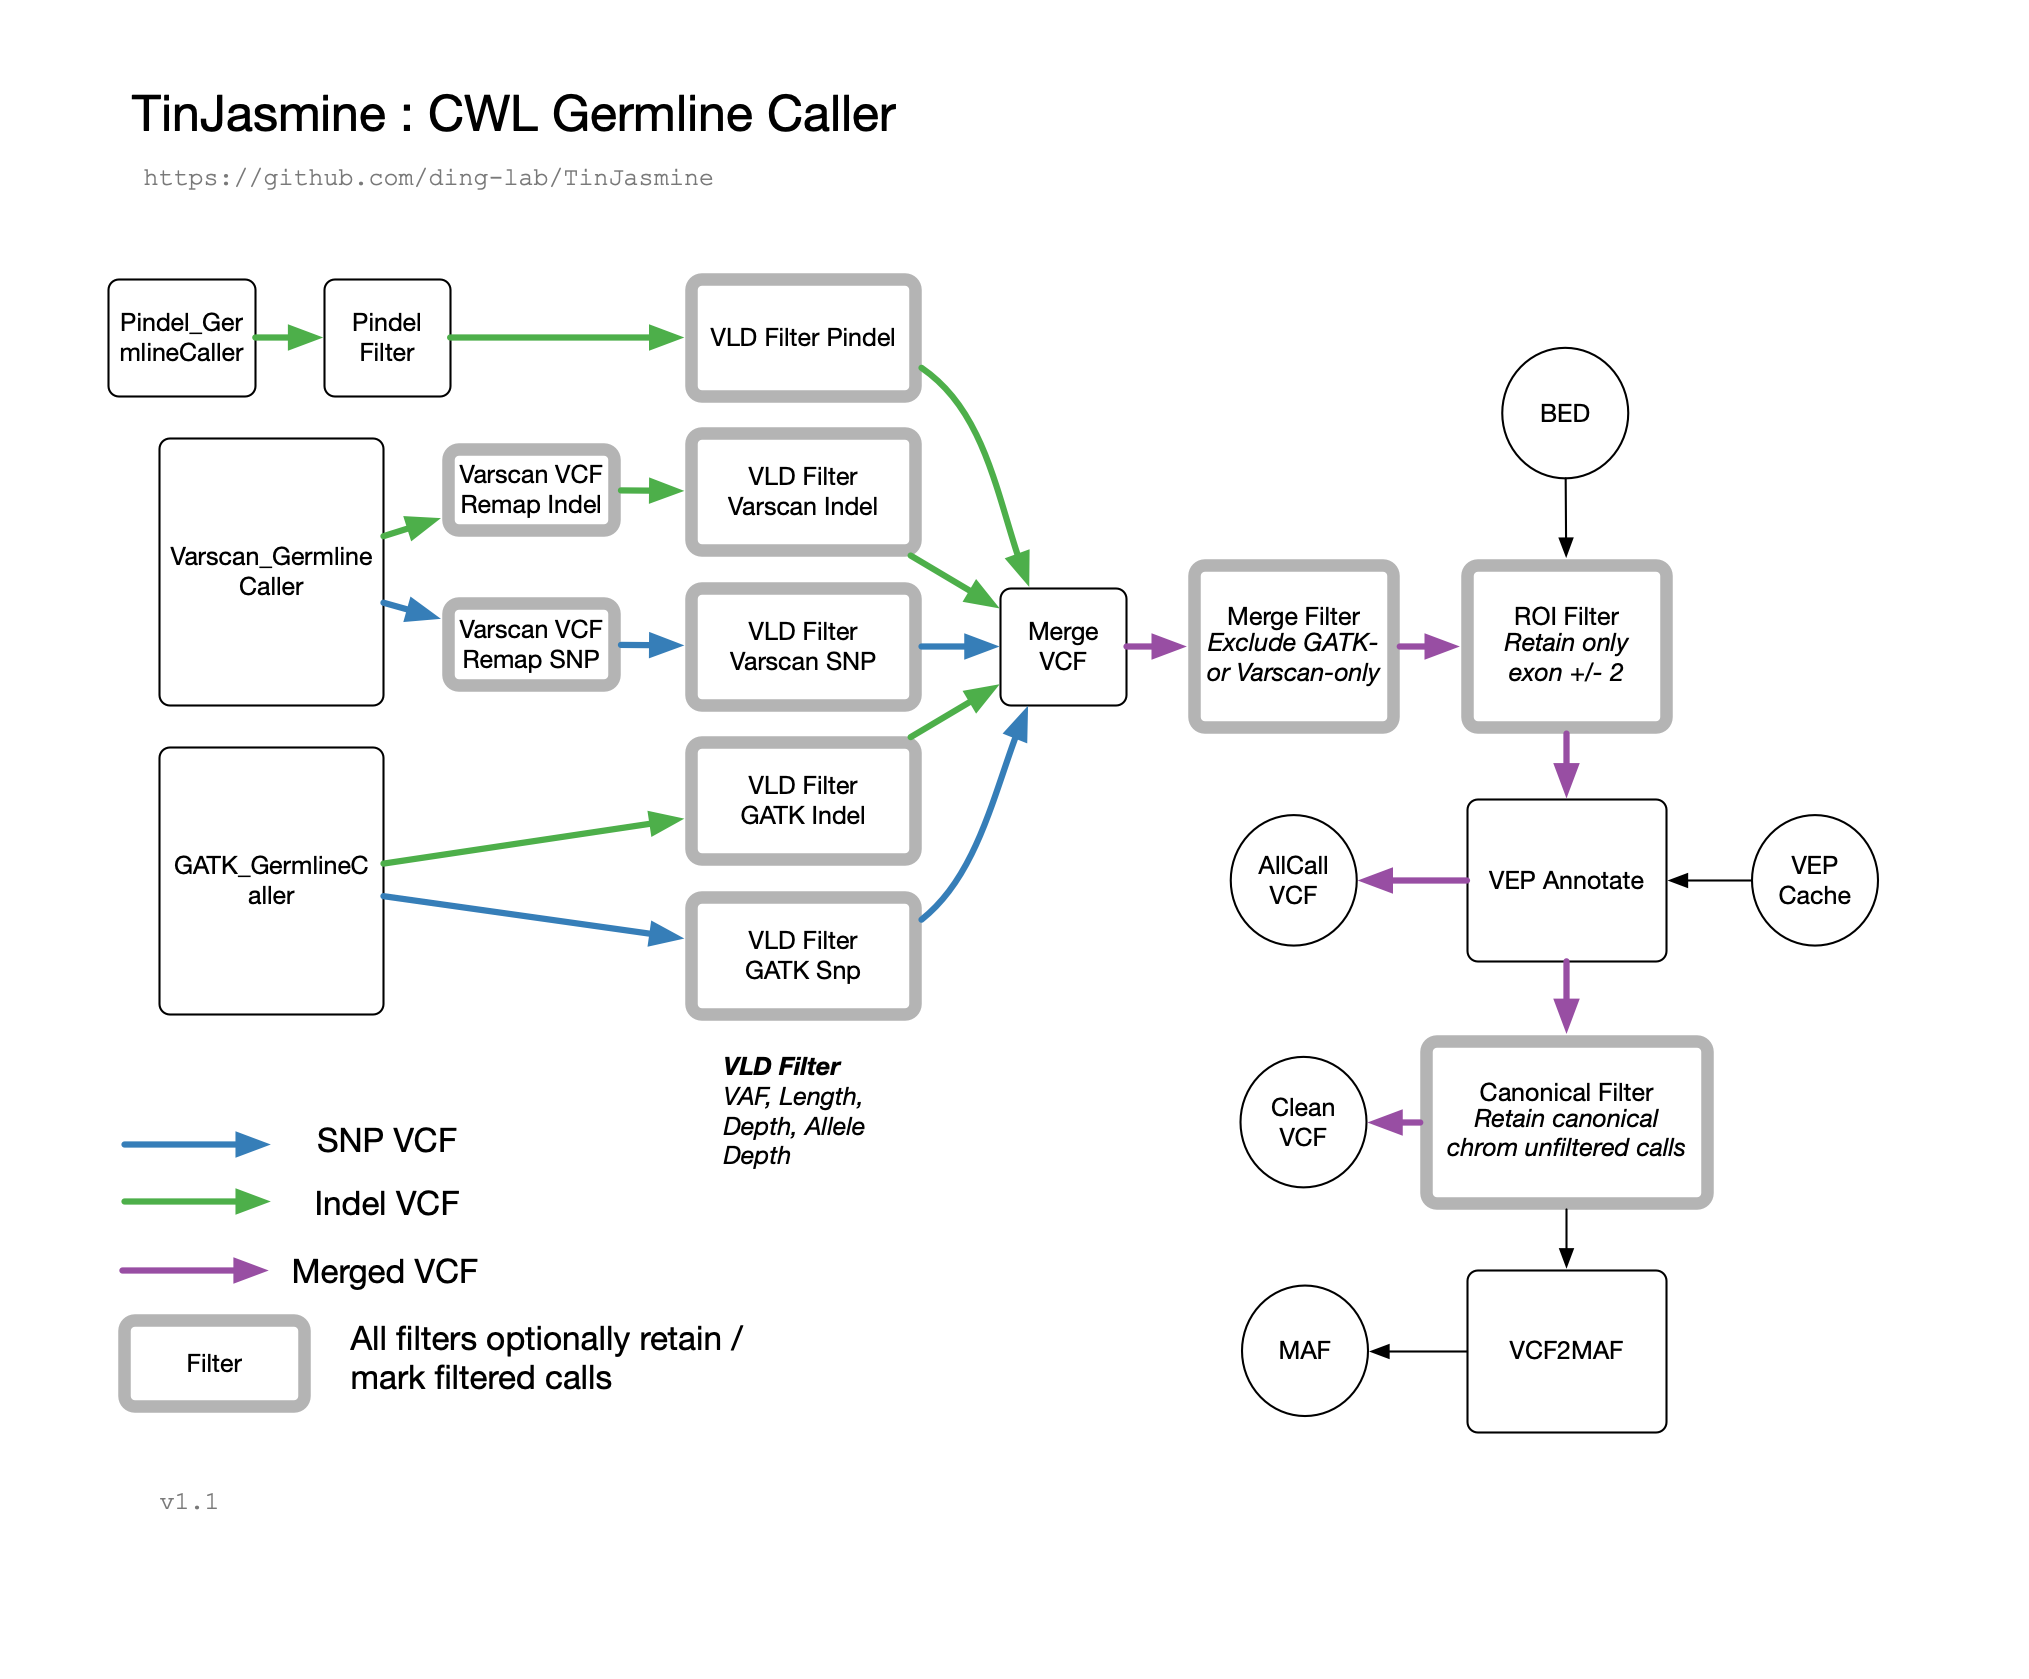 TinJasmine : CWL Germline Caller
https://github.com/ding-lab/TinJasmine
Pindel_Ger
mlineCaller
Pindel
Filter
VLD Filter Pindel
Varscan_Germline
Caller
Varscan VCF
Remap Indel
VLD Filter
Varscan Indel
Varscan VCF
Remap SNP
VLD Filter
Varscan SNP
GATK_GermlineC
aller
VLD Filter
GATK Indel
VLD Filter
GATK Snp
VLD Filter
VAF, Length,
Depth, Allele
Depth
Merge
VCF
Merge Filter
Exclude GATK-
or Varscan-only
BED
ROI Filter
Retain only
exon +/- 2
AllCall
VCF
VEP Annotate
VEP
Cache
Clean
VCF
Canonical Filter
Retain canonical
chrom unfiltered calls
MAF
VCF2MAF
SNP VCF
Indel VCF
Merged VCF
Filter
All filters optionally retain /
mark filtered calls
v1.1